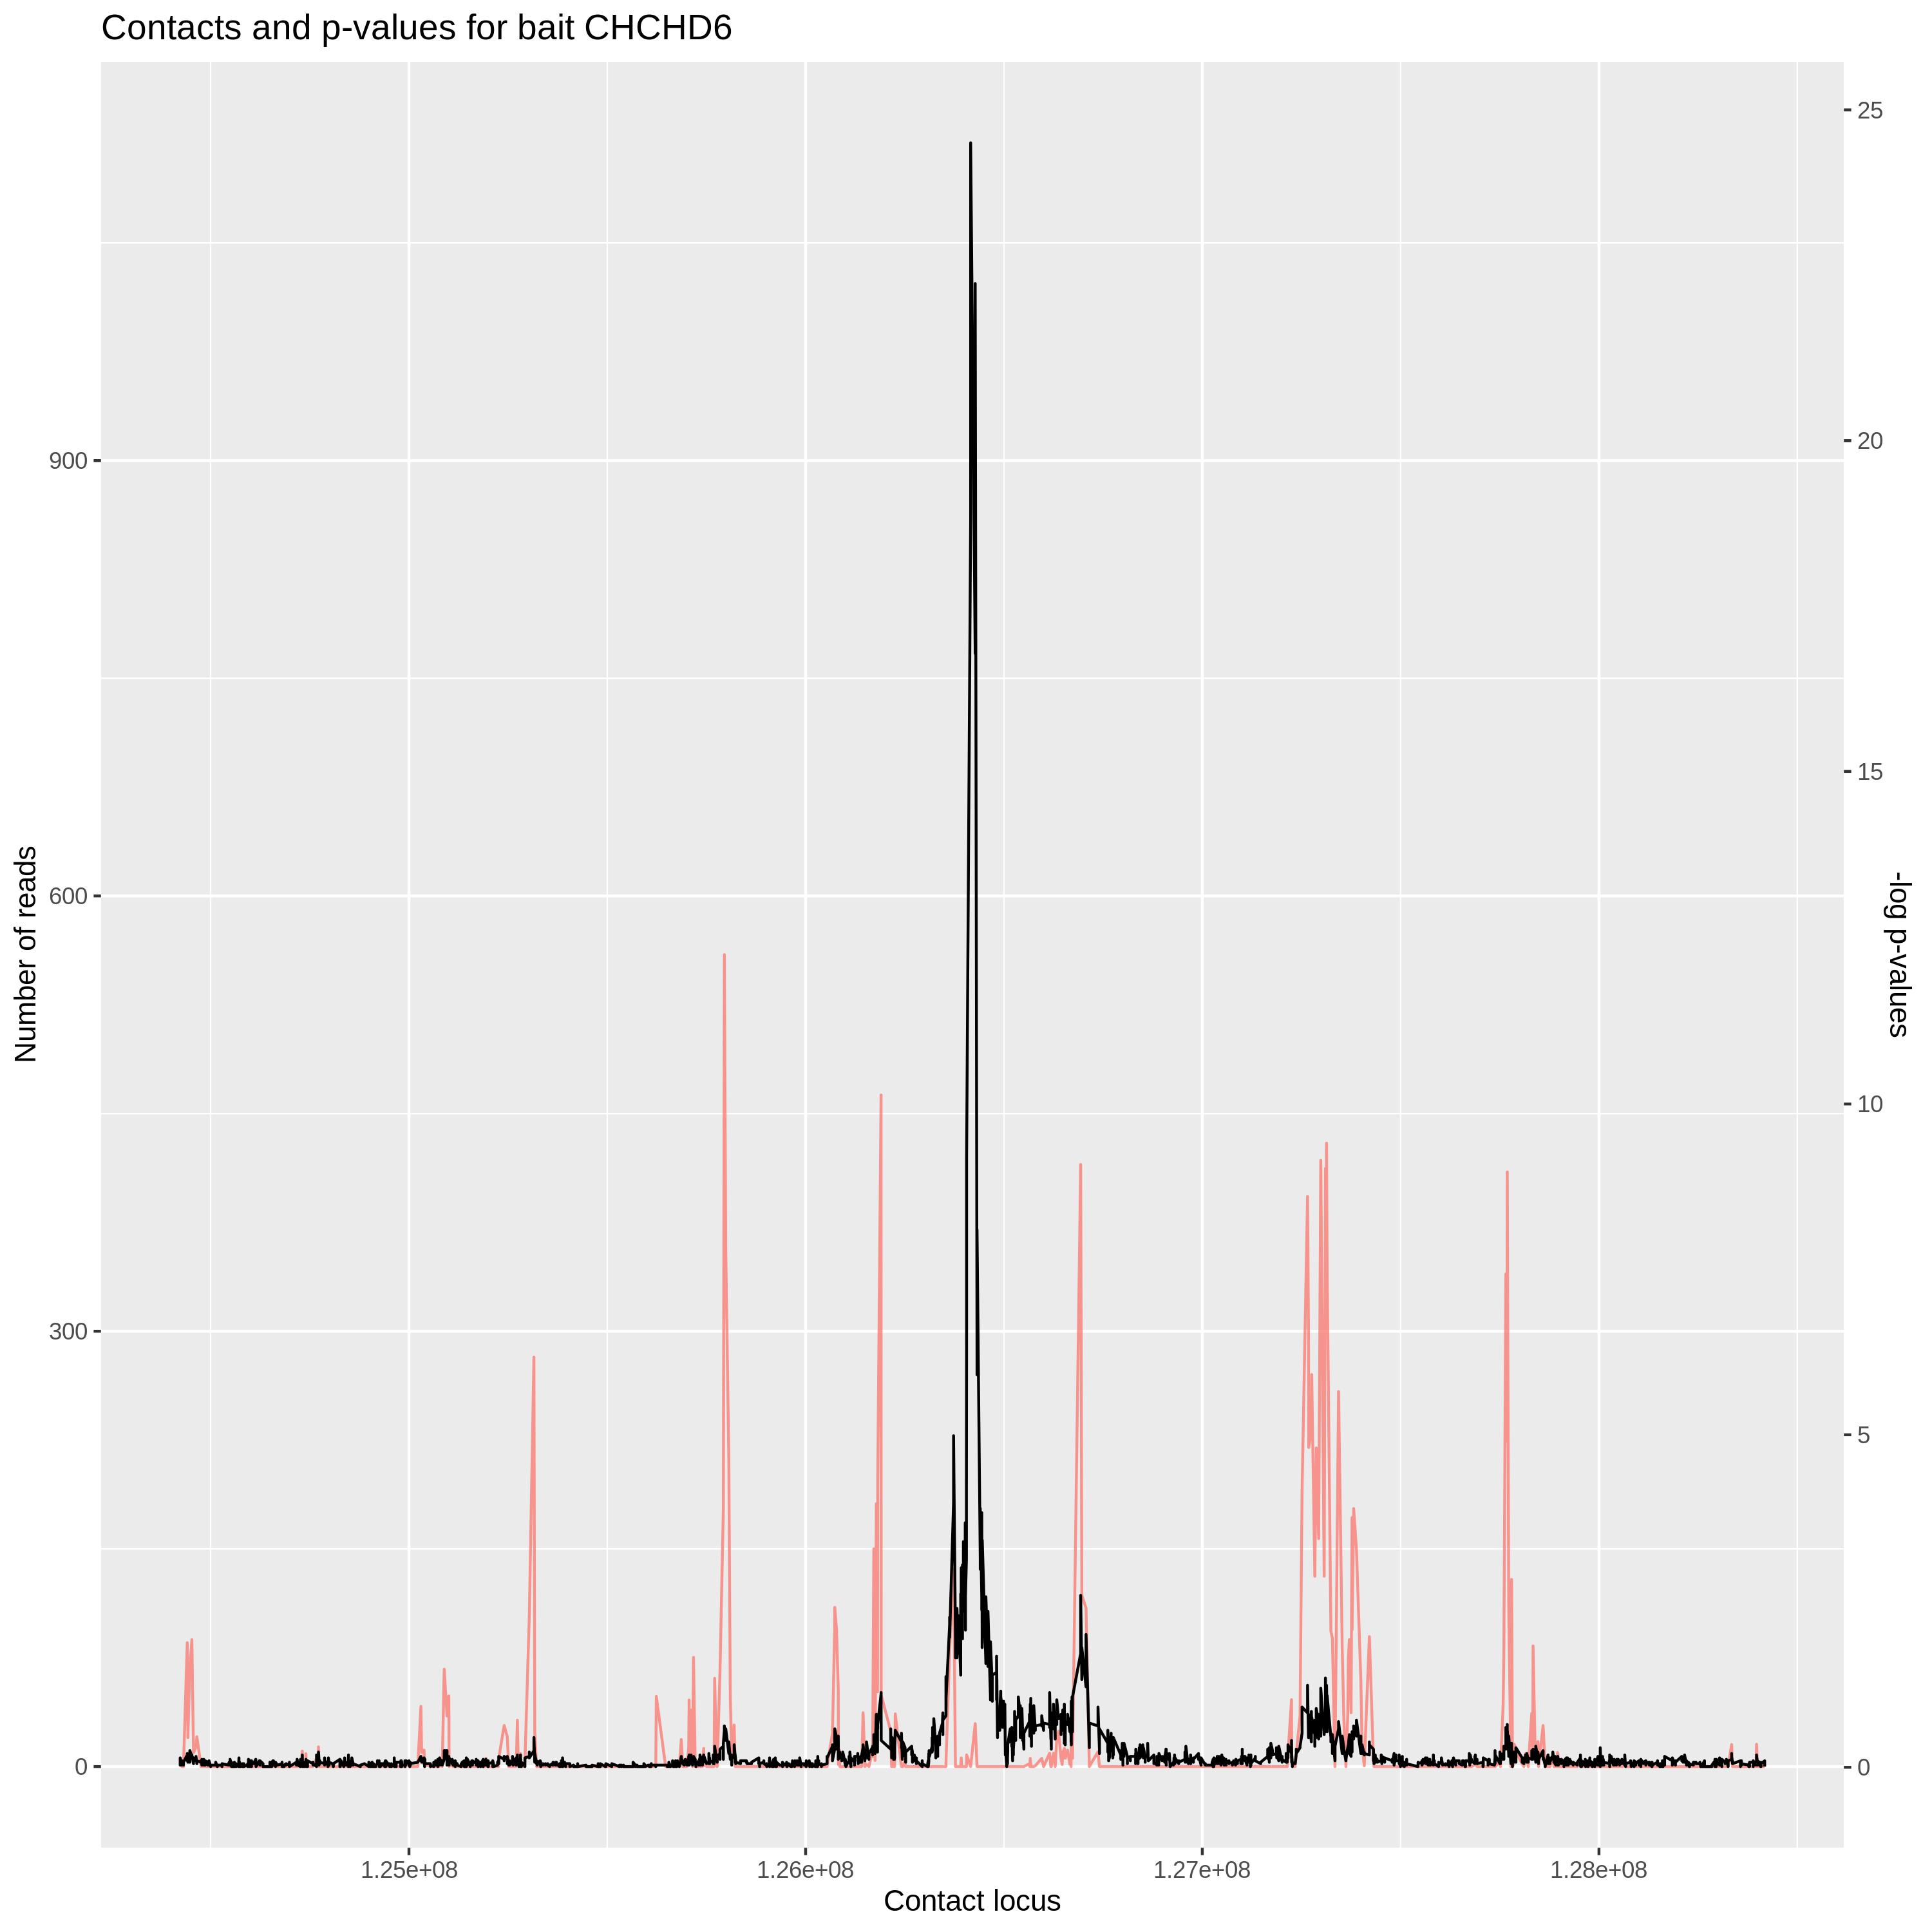 Contacts and p-values for bait CHCHD6
Number of reads
900
600
300
0
25
20
15
10
5
0
-log p-values
1.25e+08
1.26e+08
1.27e+08
1.28e+08
Contact locus